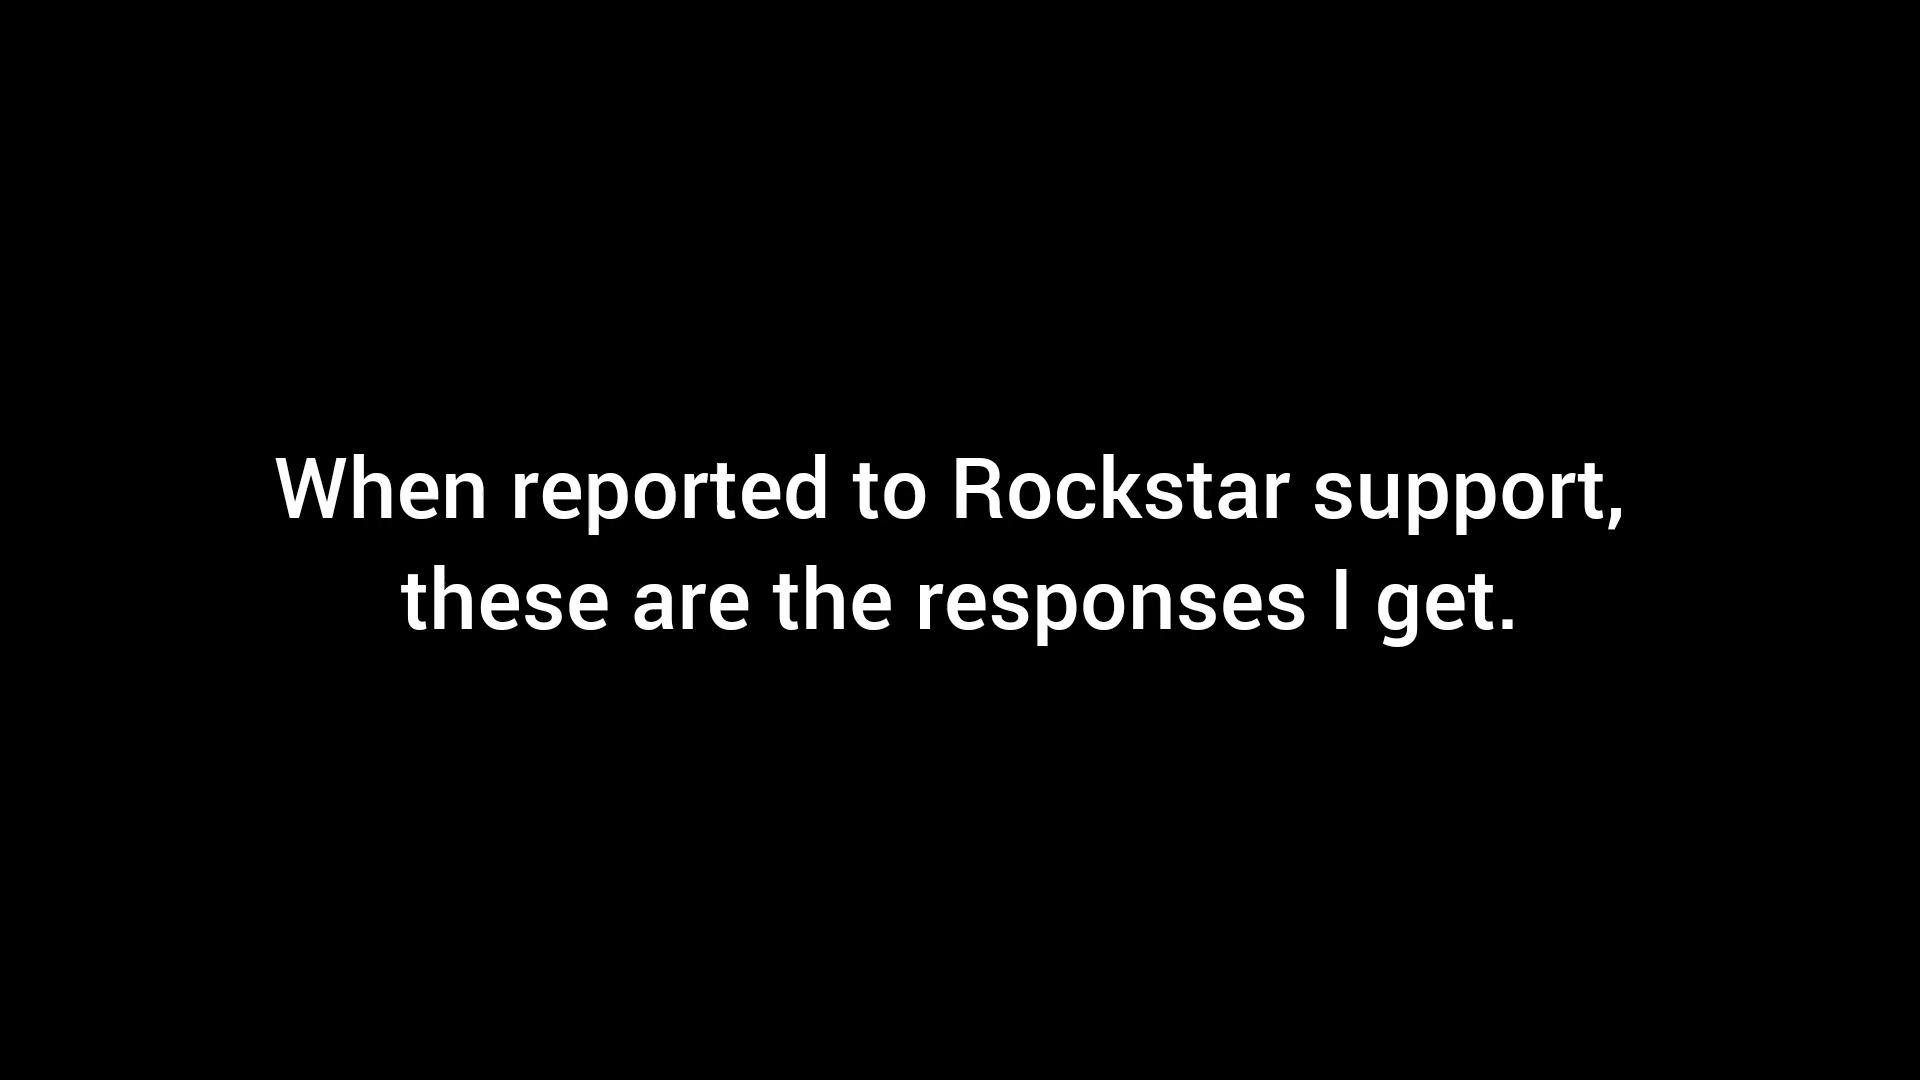 When reported to Rockstar support,
these are the responses I get.